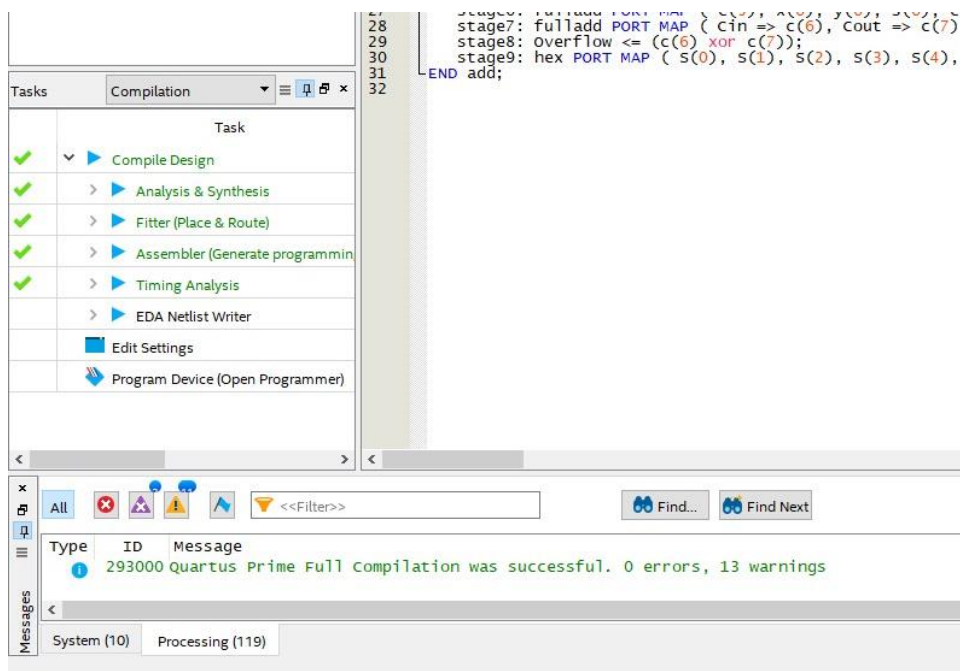 28 stage7: fulladd PORT MAP ( Cin => c(6), Cout => c(7)
29 stage8: Overflow <= (c(6) xor c(7));
30 stage9: hex PORT MAP ( S(0), S(1), S(2), S(3), S(4),
31 END add;
32
Tasks Compilation
Task
Compile Design
Analysis & Synthesis
Fitter (Place & Route)
Assembler (Generate programmin
Timing Analysis
EDA Netlist Writer
Edit Settings
Program Device (Open Programmer)
All <<Filter>> Find... Find Next
Type ID Message
293000 Quartus Prime Full Compilation was successful. 0 errors, 13 warnings
Messages
System (10) Processing (119)